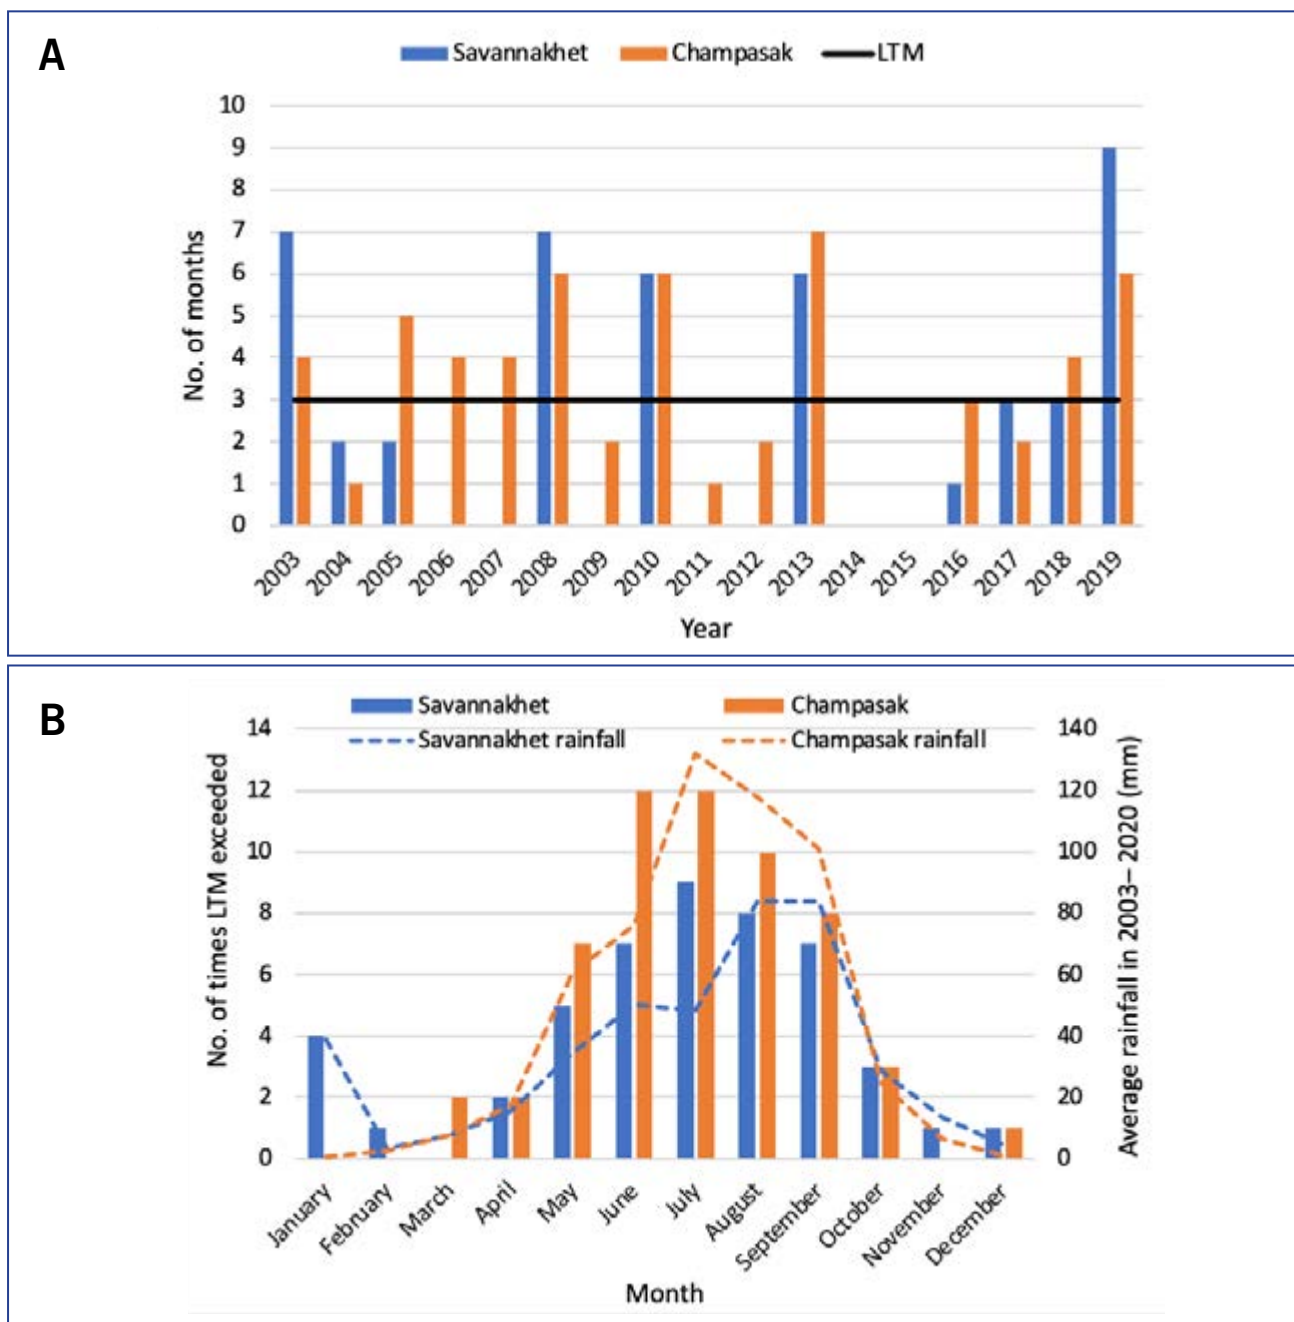 A
Savannakhet Champasak LTM
10
9
8
7
6
5
4
3
2
1
0
No. of months
2003 2004 2005 2006 2007 2008 2009 2010 2011 2012 2013 2014 2015 2016 2017 2018 2019
Year
B
Savannakhet Champasak
Savannakhet rainfall Champasak rainfall
14
12
10
8
6
4
2
0
No. of times LTM exceeded
140
120
100
80
60
40
20
0
Average rainfall in 2003– 2020 (mm)
January February March April May June July August September October November December
Month